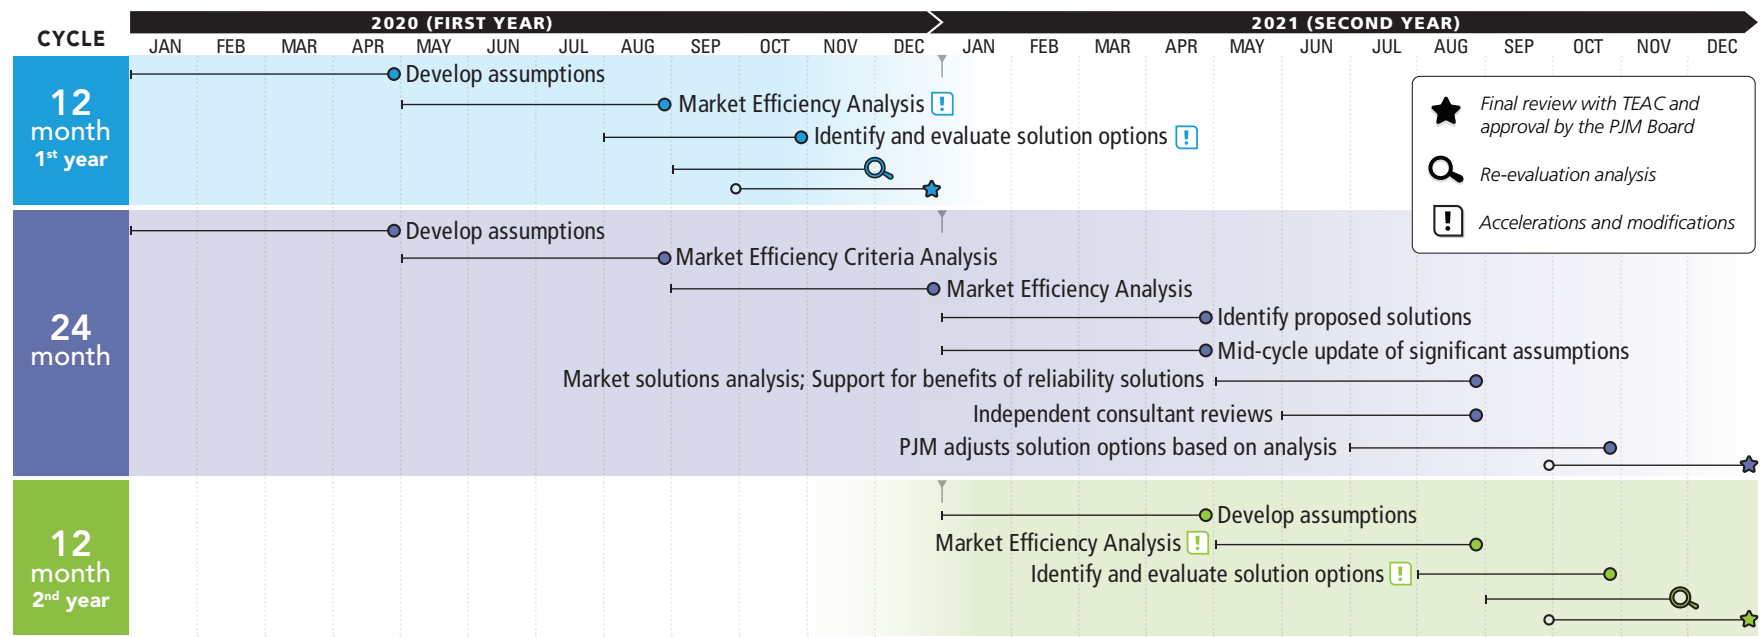 2020 (FIRST YEAR)
2021 (SECOND YEAR)
CYCLE
JAN FEB MAR APR MAY JUN JUL AUG SEP OCT NOV DEC JAN FEB MAR APR MAY JUN JUL AUG SEP OCT NOV DEC
12
month
1st year
Develop assumptions
Market Efficiency Analysis !
Identify and evaluate solution options !
Final review with TEAC and
approval by the PJM Board
Re-evaluation analysis
! Accelerations and modifications
24
month
Develop assumptions
Market Efficiency Criteria Analysis
Market Efficiency Analysis
Identify proposed solutions
Mid-cycle update of significant assumptions
Market solutions analysis; Support for benefits of reliability solutions
Independent consultant reviews
PJM adjusts solution options based on analysis
12
month
2nd year
Develop assumptions
Market Efficiency Analysis !
Identify and evaluate solution options !